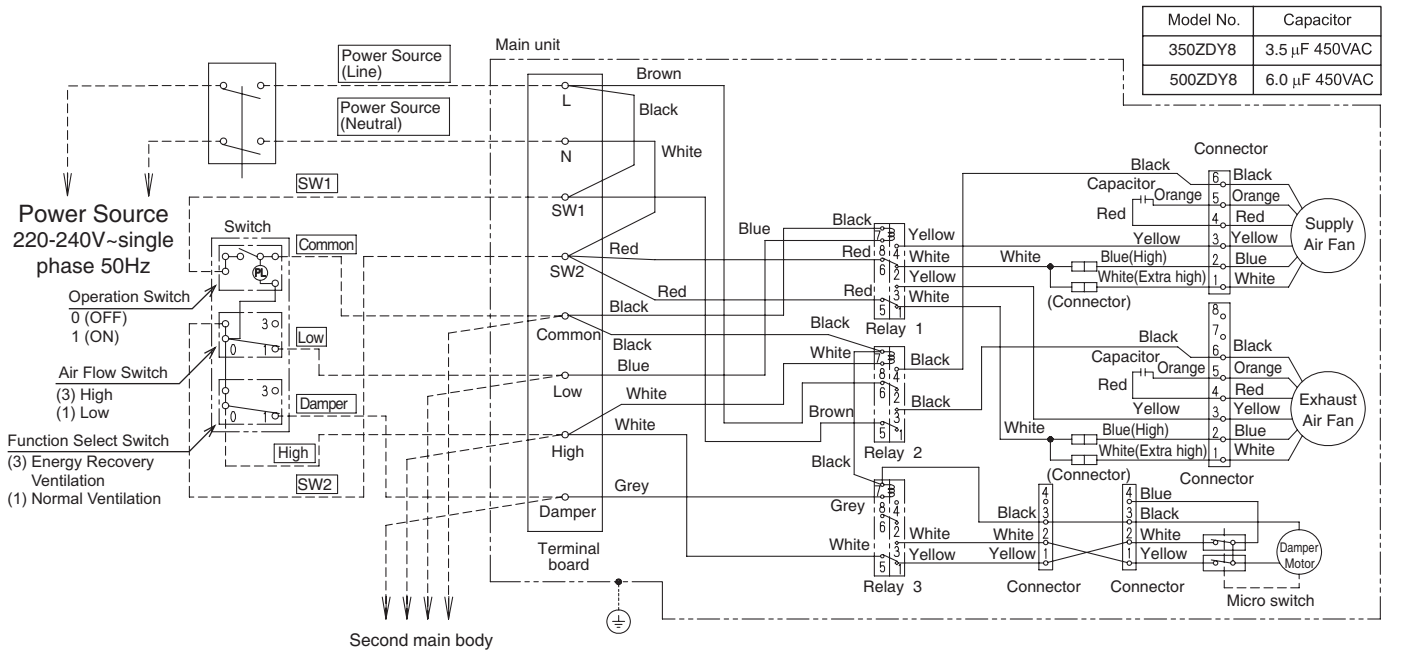 Model No. Capacitor
350ZDY8 3.5 μF 450VAC
500ZDY8 6.0 μF 450VAC
Main unit
Power Source
(Line)
Power Source
(Neutral)
Power Source
220-240V~single
phase 50Hz
SW1
Switch
Common
PL
Operation Switch
0 (OFF)
1 (ON)
3
0
1
Low
Air Flow Switch
(3) High
(1) Low
3
0
1
Damper
Function Select Switch
(3) Energy Recovery
Ventilation
(1) Normal Ventilation
High
SW2
L
N
SW1
SW2
Common
Low
High
Damper
Terminal
board
Second main body
Brown
Black
White
Red
Red
Black
Black
Blue
White
White
Grey
Blue
Black
Red
Red
7
8
4
6
2
3
5
1
Relay 1
Yellow
White
Yellow
White
Black
White
Brown
7
8
4
6
2
3
5
1
Relay 2
Black
Black
Black
Grey
White
7
8
4
6
2
3
5
1
Relay 3
White
Yellow
Connector
Black
Capacitor
Orange
Red
Yellow
White
Blue(High)
White(Extra high)
(Connector)
6
5
4
3
2
1
Black
Orange
Red
Yellow
Blue
White
Supply
Air Fan
8
7
6
5
4
3
2
1
Black
Capacitor
Orange
Red
Yellow
White
Blue(High)
White(Extra high)
(Connector)
Black
Orange
Red
Yellow
Blue
White
Connector
Exhaust
Air Fan
Black
White
Yellow
4
3
2
1
Connector
4
3
2
1
Connector
Blue
Black
White
Yellow
Damper
Motor
Micro switch